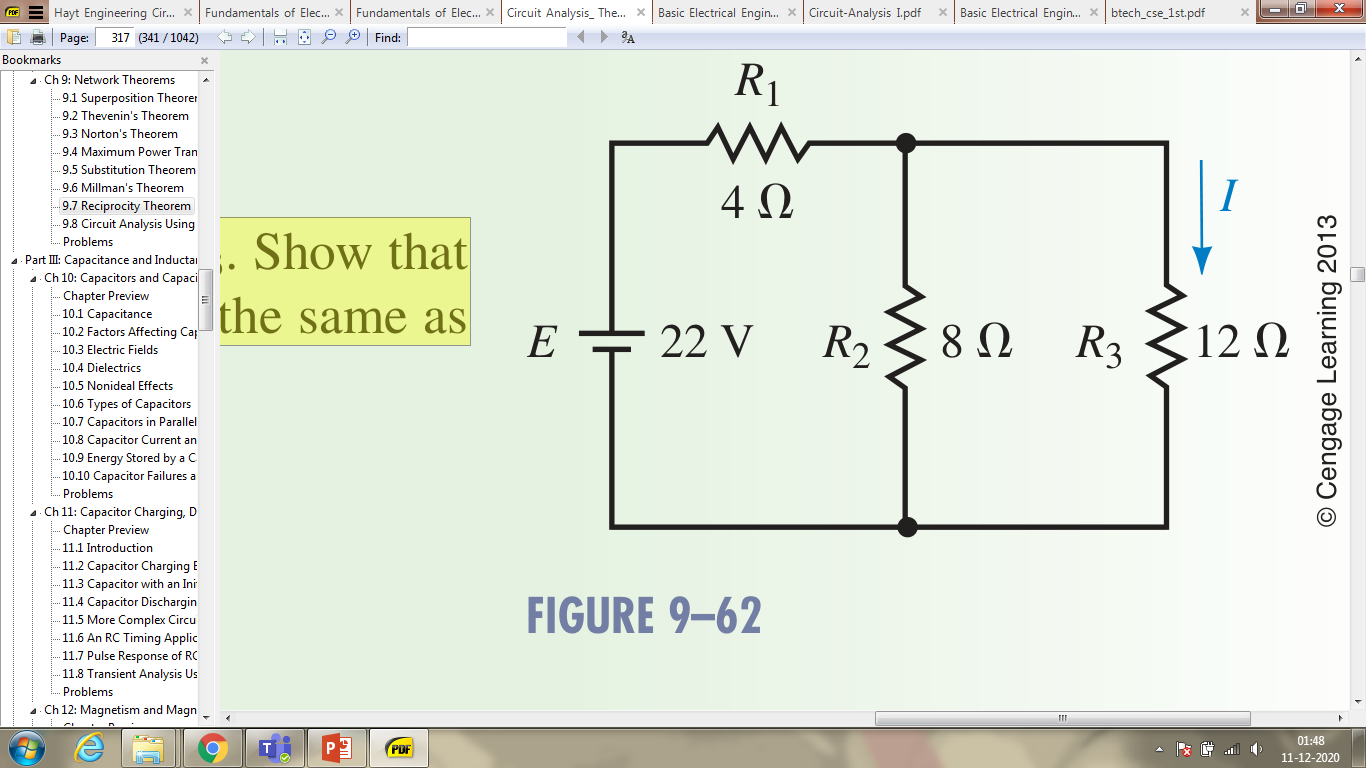 Hayt Engineering Cir...
Fundamentals of Elec...
Fundamentals of Elec...
Circuit Analysis_ The...
Basic Electrical Engin...
Circuit-Analysis I.pdf
Basic Electrical Engin...
btech_cse_1st.pdf
Page: 317 (341 / 1042)
Find:
Bookmarks
Ch 9: Network Theorems
9.1 Superposition Theorer
9.2 Thevenin's Theorem
9.3 Norton's Theorem
9.4 Maximum Power Tran
9.5 Substitution Theorem
9.6 Millman's Theorem
9.7 Reciprocity Theorem
9.8 Circuit Analysis Using
Problems
Part III: Capacitance and Inducta
Ch 10: Capacitors and Capaci
Chapter Preview
10.1 Capacitance
10.2 Factors Affecting Ca
10.3 Electric Fields
10.4 Dielectrics
10.5 Nonideal Effects
10.6 Types of Capacitors
10.7 Capacitors in Parallel
10.8 Capacitor Current an
10.9 Energy Stored by a C
10.10 Capacitor Failures a
Problems
Ch 11: Capacitor Charging, D
Chapter Preview
11.1 Introduction
11.2 Capacitor Charging E
11.3 Capacitor with an Ini
11.4 Capacitor Dischargin
11.5 More Complex Circu
11.6 An RC Timing Applic
11.7 Pulse Response of RC
11.8 Transient Analysis Us
Problems
Ch 12: Magnetism and Magn
. Show that
the same as
R1
4 Ω
I
E
22 V
R2
8 Ω
R3
12 Ω
© Cengage Learning 2013
FIGURE 9–62
PDF
01:48
11-12-2020